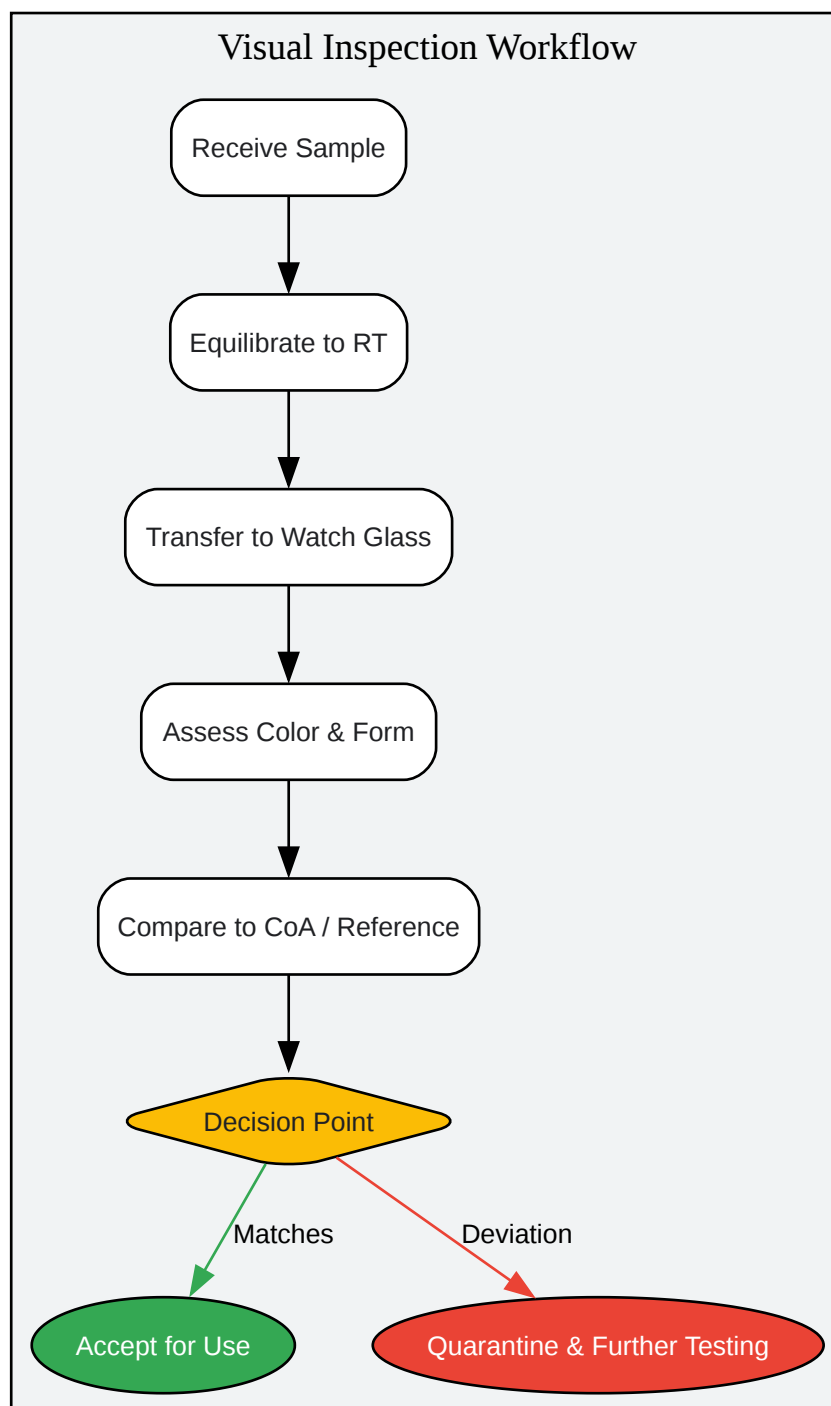 Visual Inspection Workflow
Receive Sample
Equilibrate to RT
Transfer to Watch Glass
Assess Color & Form
Compare to CoA / Reference
Decision Point
Matches
Deviation
Accept for Use
Quarantine & Further Testing